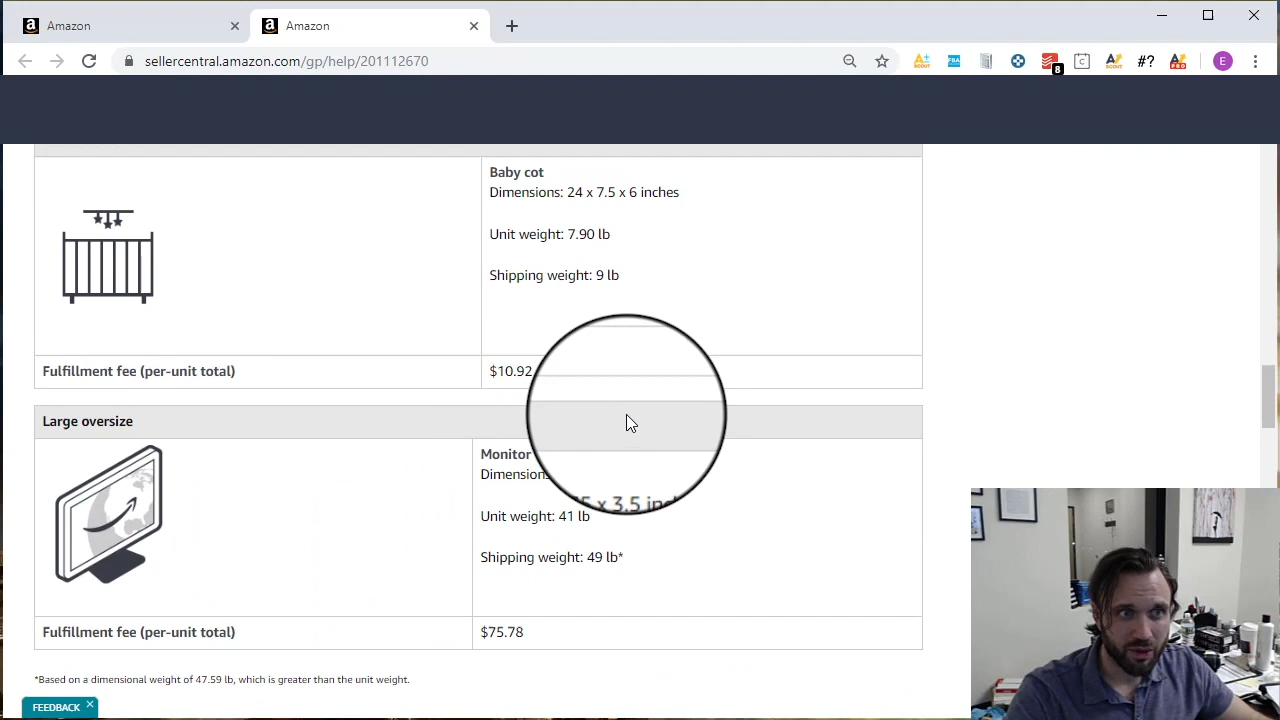 Amazon
Amazon
sellercentral.amazon.com/gp/help/201112670
8
#?
E
Baby cot
Dimensions: 24 x 7.5 x 6 inches
Unit weight: 7.90 lb
Shipping weight: 9 lb
Fulfillment fee (per-unit total)
$10.92
Large oversize
Monitor
x 3.5
Unit weight: 41 lb
Shipping weight: 49 lb*
Fulfillment fee (per-unit total)
$75.78
*Based on a dimensional weight of 47.59 lb, which is greater than the unit weight.
FEEDBACK